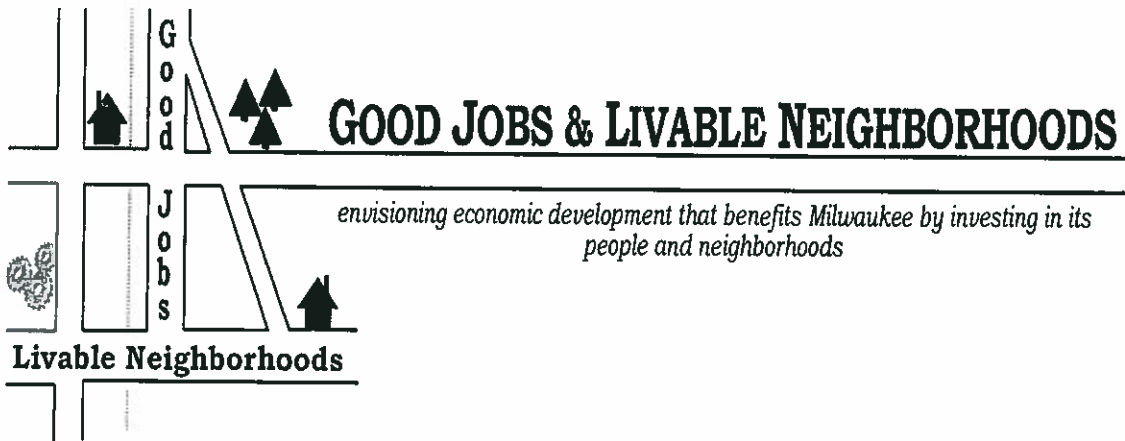 Good
Jobs
GOOD JOBS & LIVABLE NEIGHBORHOODS
envisioning economic development that benefits Milwaukee by investing in its
people and neighborhoods
Livable Neighborhoods